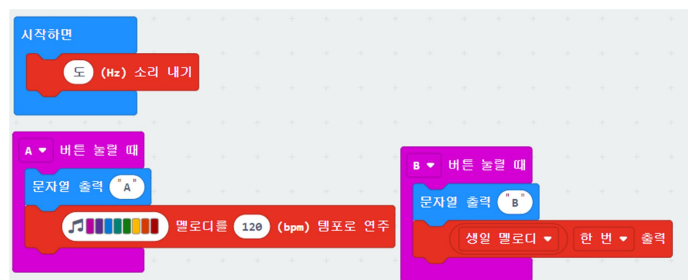 시작하면
도 (Hz) 소리 내기
A 버튼 눌릴 때
문자열 출력 "A"
멜로디를 120 (bpm) 템포로 연주
B 버튼 눌릴 때
문자열 출력 "B"
생일 멜로디 한 번 출력